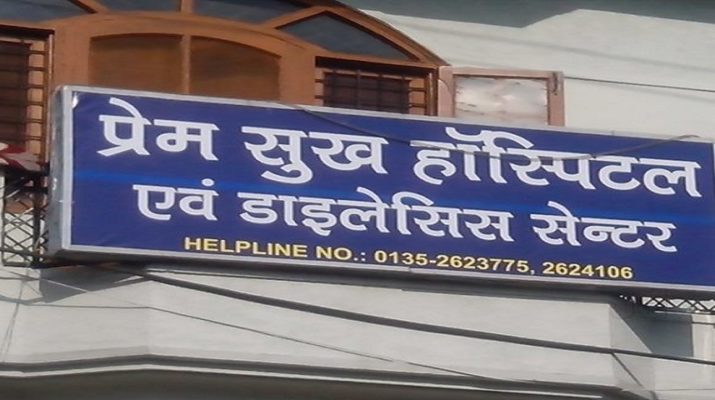 प्रेम सुख हॉस्पिटल
एवं डाइलेसिस सेन्टर
HELPLINE NO.: 0135-2623775, 2624106